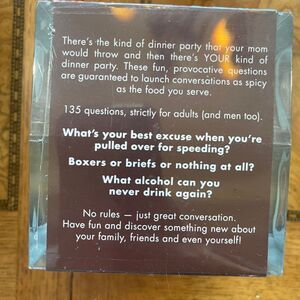 There's the kind of dinner party that your mom
would throw and then there's YOUR kind of
dinner party. These fun, provocative questions
are guaranteed to launch conversations as spicy
as the food you serve.
135 questions, strictly for adults (and men too).
What's your best excuse when you're
pulled over for speeding?
Boxers or briefs or nothing at all?
What alcohol can you
never drink again?
No rules – just great conversation.
Have fun and discover something new about
your family, friends and even yourself!